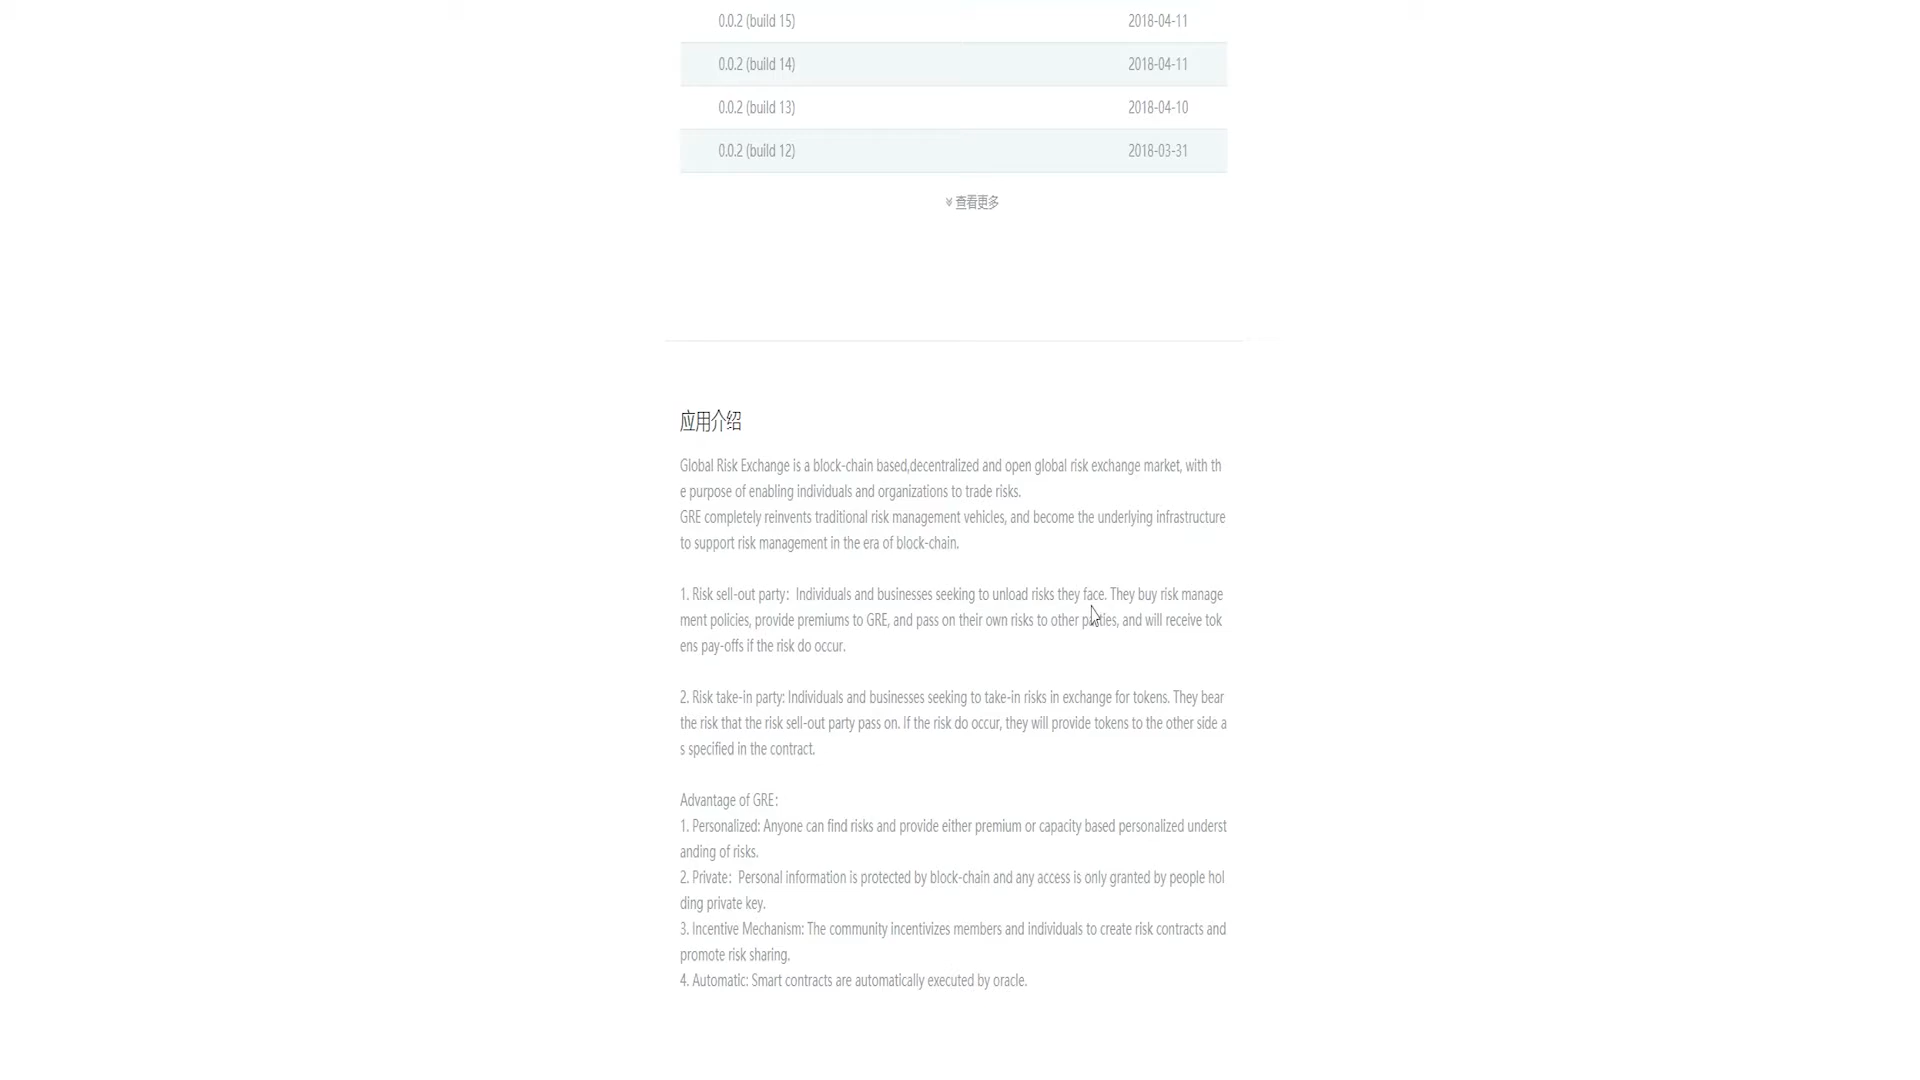 0.0.2 (build 15) 2018-04-11
0.0.2 (build 14) 2018-04-11
0.0.2 (build 13) 2018-04-10
0.0.2 (build 12) 2018-03-31
查看更多
应用介绍
Global Risk Exchange is a block-chain based,decentralized and open global risk exchange market, with th
e purpose of enabling individuals and organizations to trade risks.
GRE completely reinvents traditional risk management vehicles, and become the underlying infrastructure
to support risk management in the era of block-chain.
1. Risk sell-out party：Individuals and businesses seeking to unload risks they face. They buy risk manage
ment policies, provide premiums to GRE, and pass on their own risks to other parties, and will receive tok
ens pay-offs if the risk do occur.
2. Risk take-in party: Individuals and businesses seeking to take-in risks in exchange for tokens. They bear
the risk that the risk sell-out party pass on. If the risk do occur, they will provide tokens to the other side a
s specified in the contract.
Advantage of GRE：
1. Personalized: Anyone can find risks and provide either premium or capacity based personalized underst
anding of risks.
2. Private：Personal information is protected by block-chain and any access is only granted by people hol
ding private key.
3. Incentive Mechanism: The community incentivizes members and individuals to create risk contracts and
promote risk sharing.
4. Automatic: Smart contracts are automatically executed by oracle.